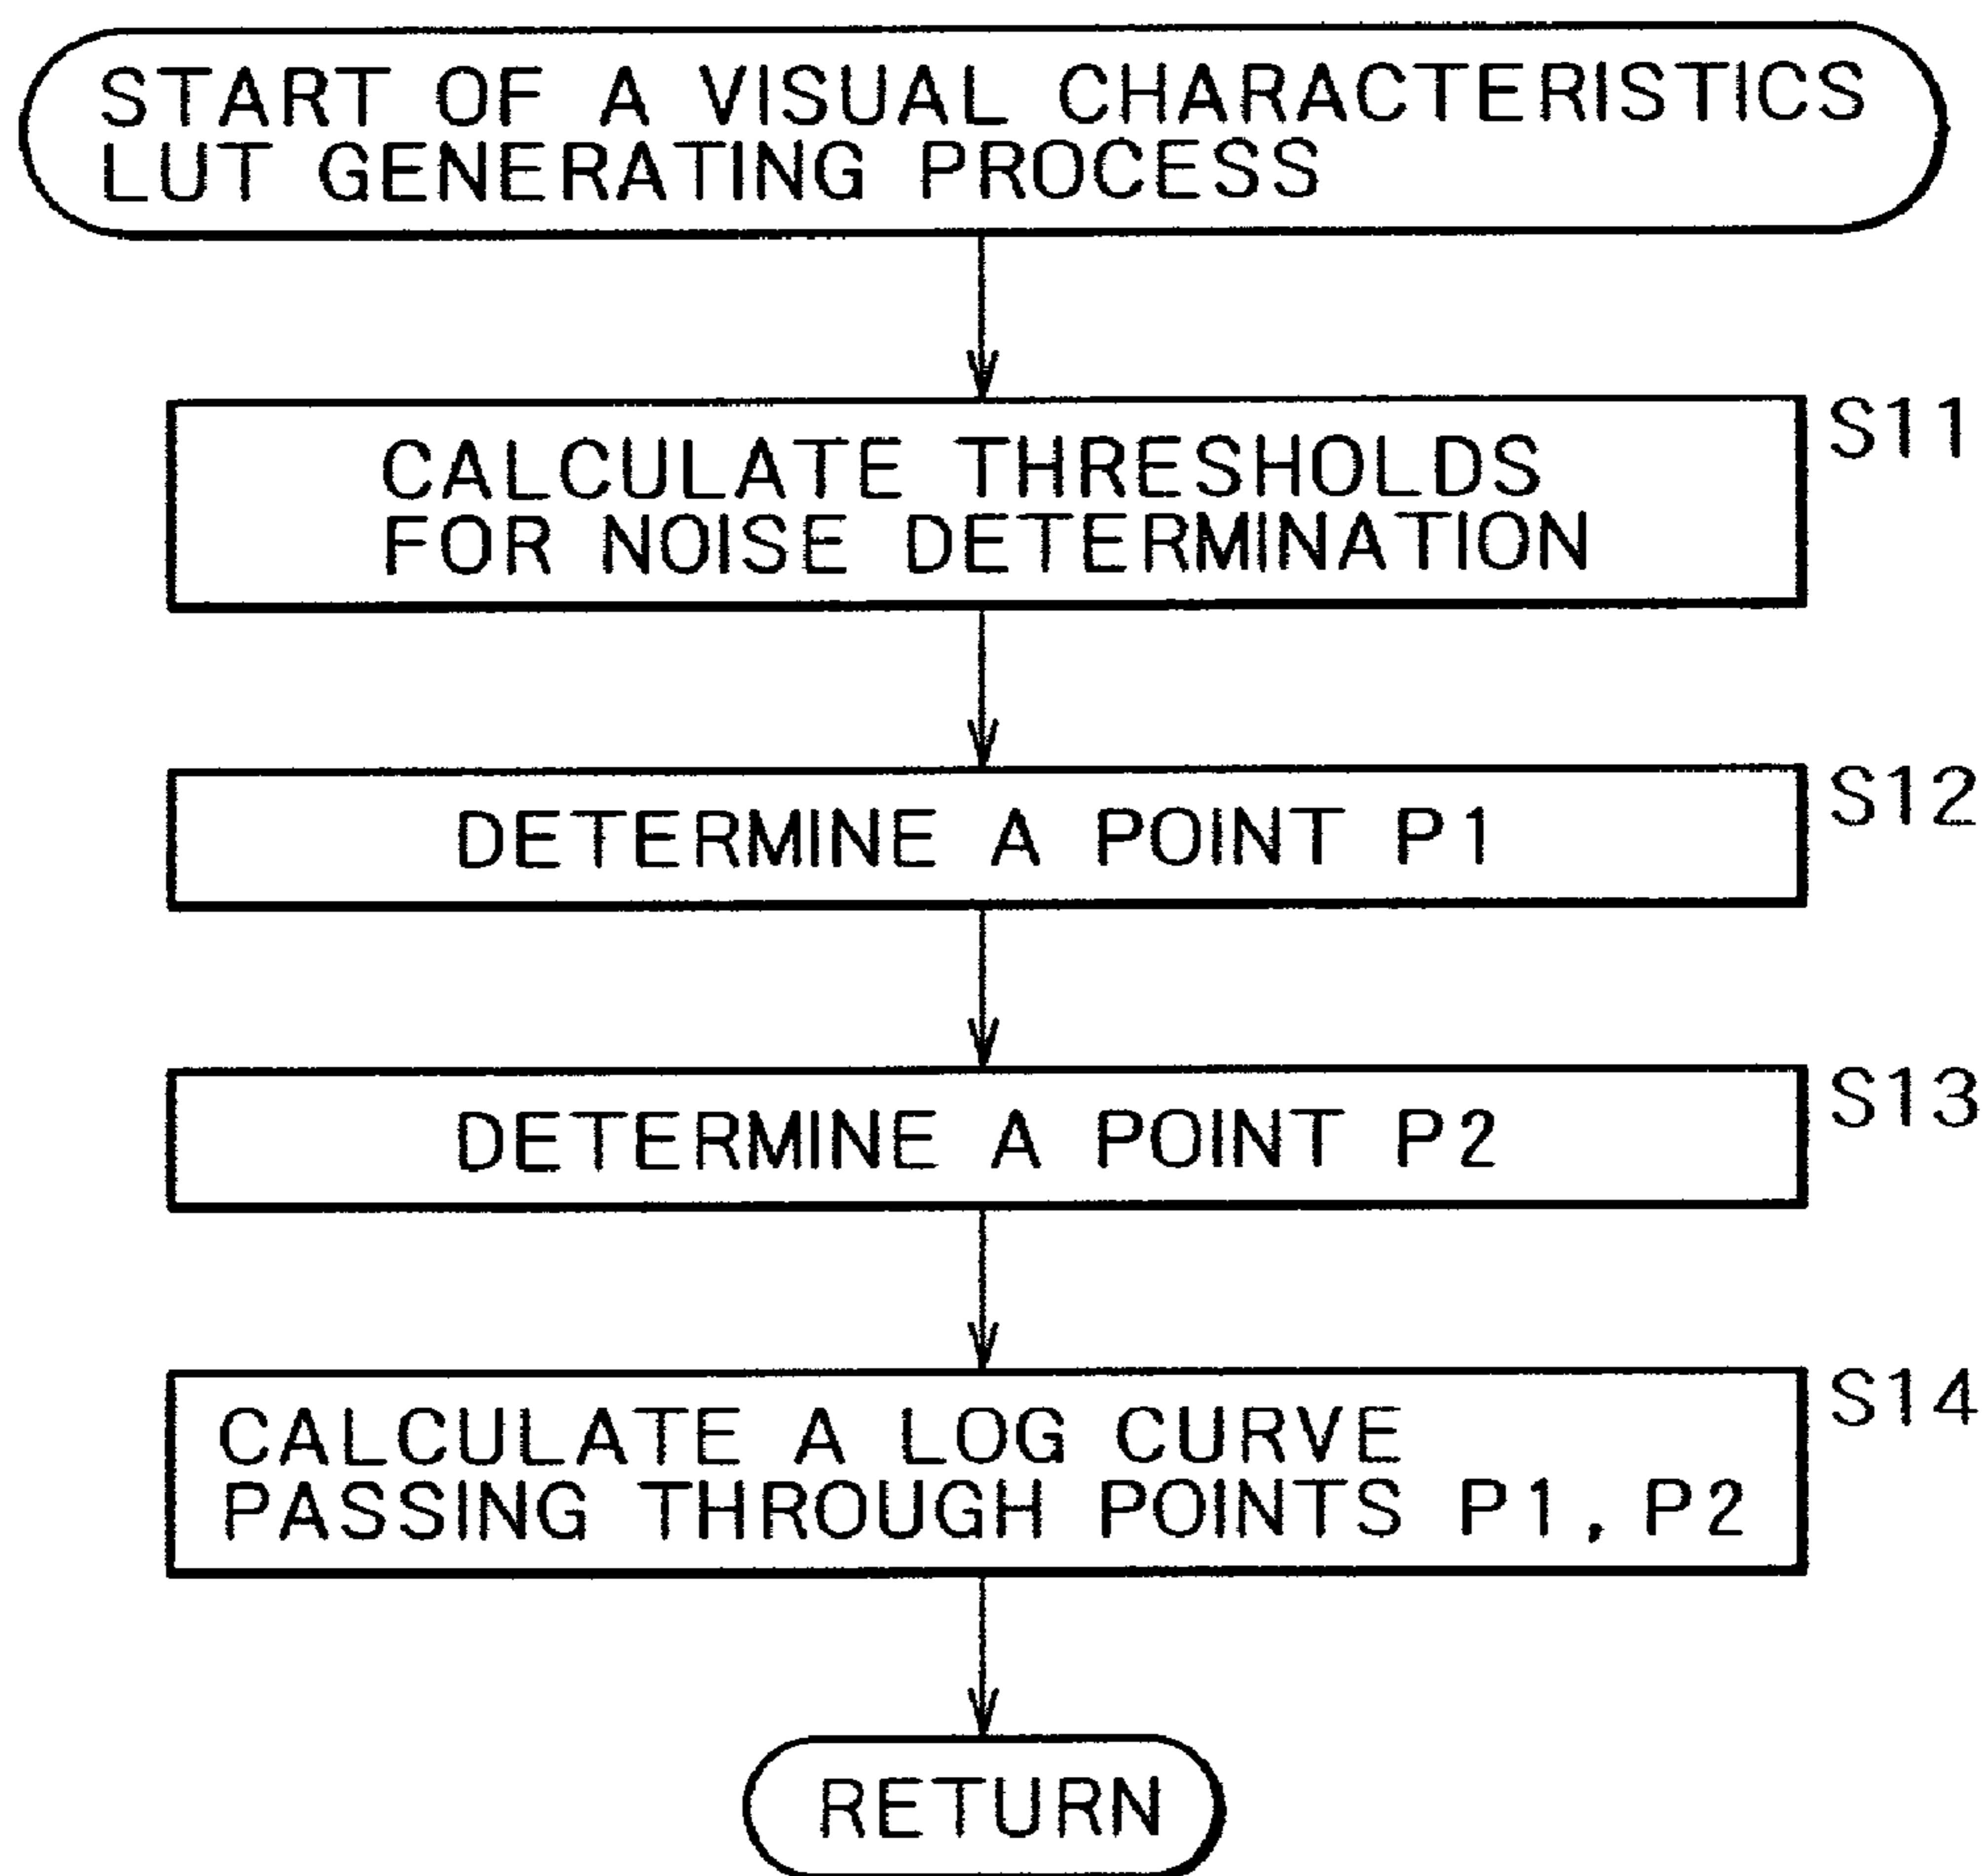 START OF A VISUAL CHARACTERISTICS
LUT GENERATING PROCESS
S11
CALCULATE THRESHOLDS
FOR NOISE DETERMINATION
S12
DETERMINE A POINT P1
S13
DETERMINE A POINT P2
S14
CALCULATE A LOG CURVE
PASSING THROUGH POINTS P1, P2
RETURN